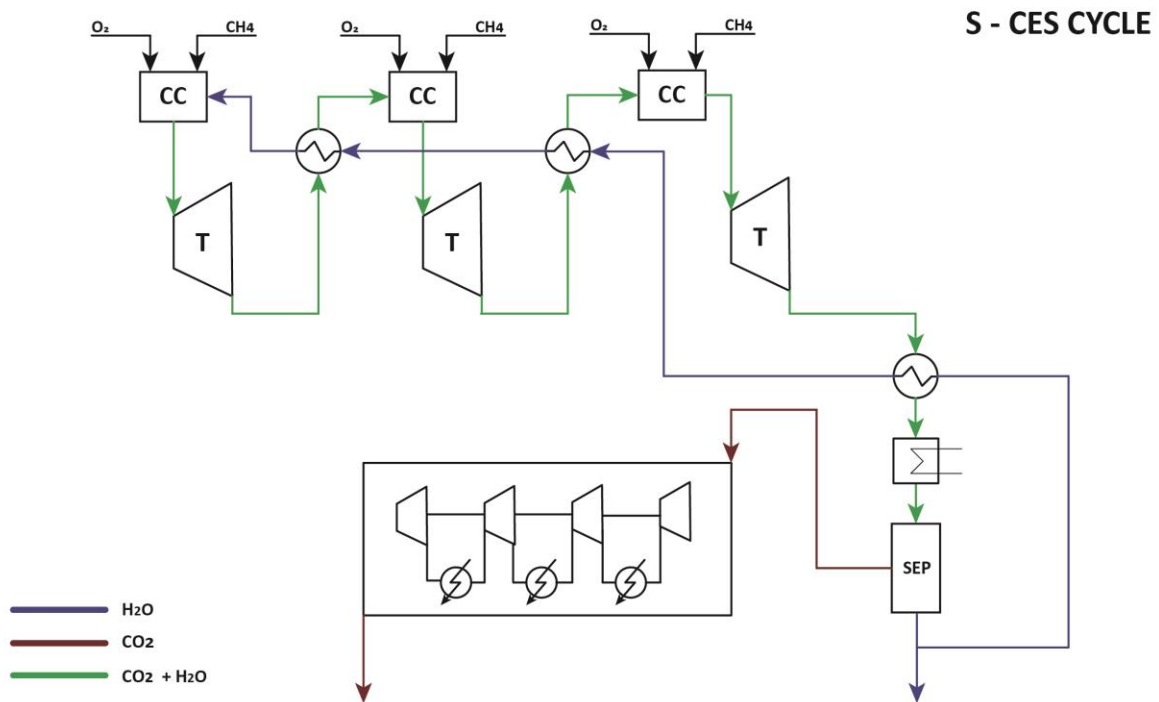 S - CES CYCLE
O₂ CH4 O₂ CH4 O₂ CH4
CC CC CC
T T T
SEP
H₂O
CO₂
CO₂ + H₂O